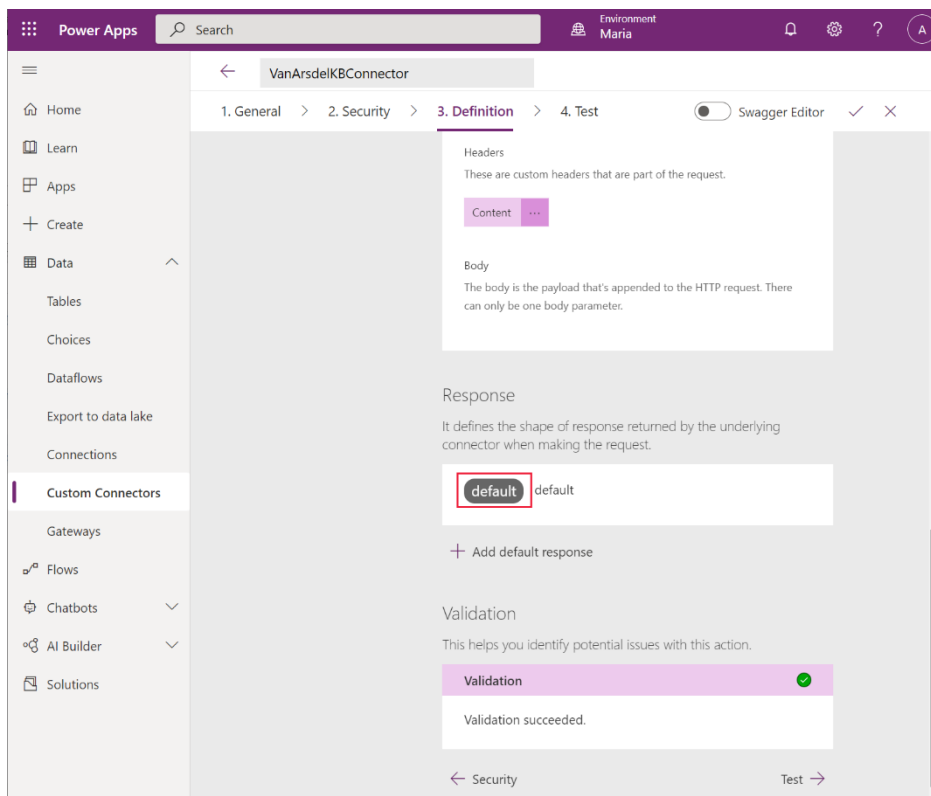 Power Apps
Search
Environment
Maria
?
A
VanArsdelKBConnector
Home
Learn
Apps
Create
Data
Tables
Choices
Dataflows
Export to data lake
Connections
Custom Connectors
Gateways
Flows
Chatbots
AI Builder
Solutions
1. General > 2. Security > 3. Definition > 4. Test
Swagger Editor
Headers
These are custom headers that are part of the request.
Content ...
Body
The body is the payload that's appended to the HTTP request. There
can only be one body parameter.
Response
It defines the shape of response returned by the underlying
connector when making the request.
default default
+ Add default response
Validation
This helps you identify potential issues with this action.
Validation
Validation succeeded.
← Security
Test →